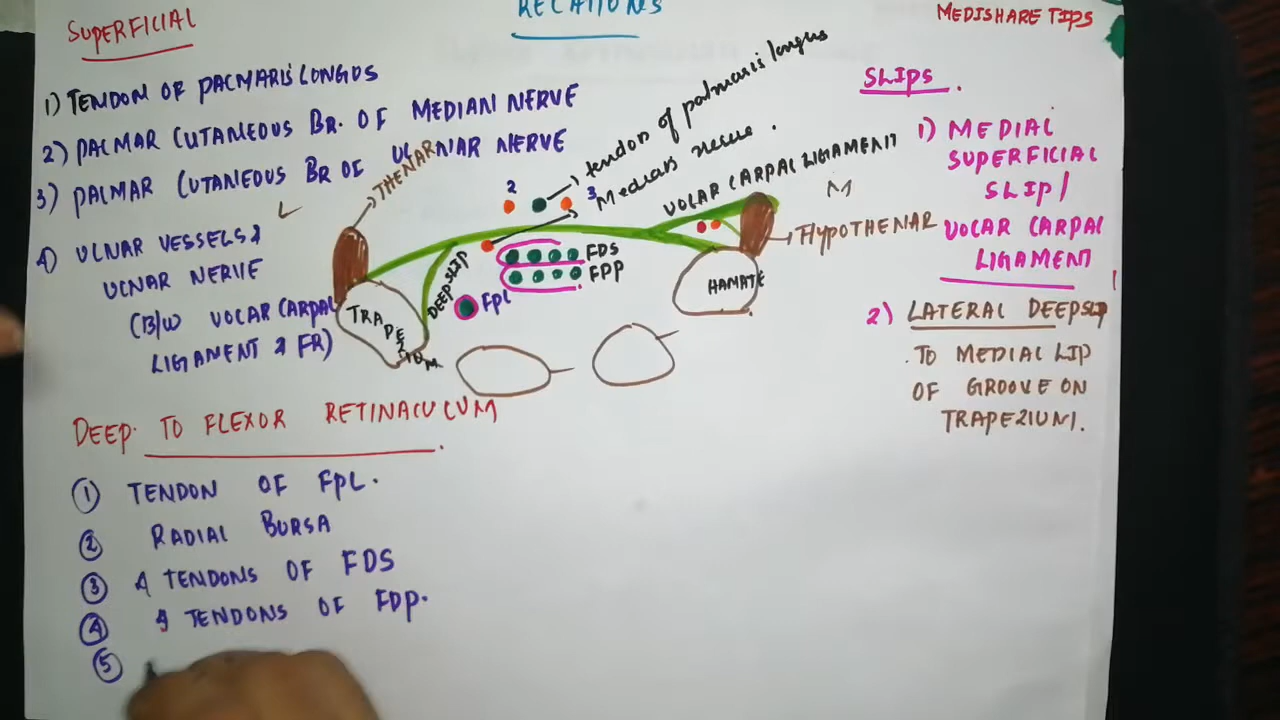 RELATIONS
MEDISHARE TIPS
SUPERFICIAL
1) TENDOM OF PALMARIS LONGUS
2) PALMAR CUTANEOUS BR. OF MEDIAN NERVE
3) PALMAR CUTANEOUS BR OF ULNAR NERVE
4) ULNAR VESSELS &
ULNAR NERVE
(B/W VOLAR CARPAL
LIGAMENT & FR)
L
THENAR
2
3
tendon of palmaris longus
Median nerve
VOLAR CARPAL LIGAMENT
M
HYPOTHENAR
FDS
FDP
DEEP SLIP
FPL
TRAPEZIUM
HAMATE
SLIPS
1) MEDIAL
SUPERFICIAL
SLIP/
VOLAR CARPAL
LIGAMENT
2) LATERAL DEEP SLIP
TO MEDIAL LIP
OF GROOVE ON
TRAPEZIUM.
DEEP TO FLEXOR RETINACULUM
1 TENDON OF FPL.
2 RADIAL BURSA
3 4 TENDONS OF FDS
4 4 TENDONS OF FDP.
5